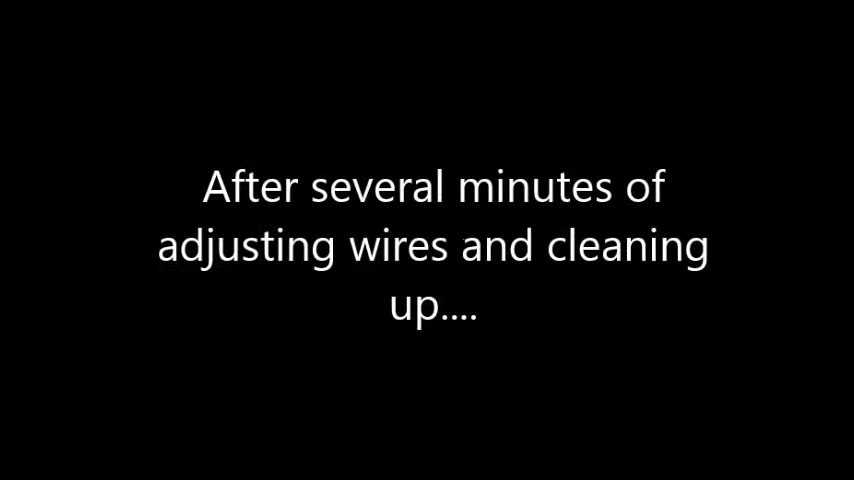 After several minutes of
adjusting wires and cleaning
up....